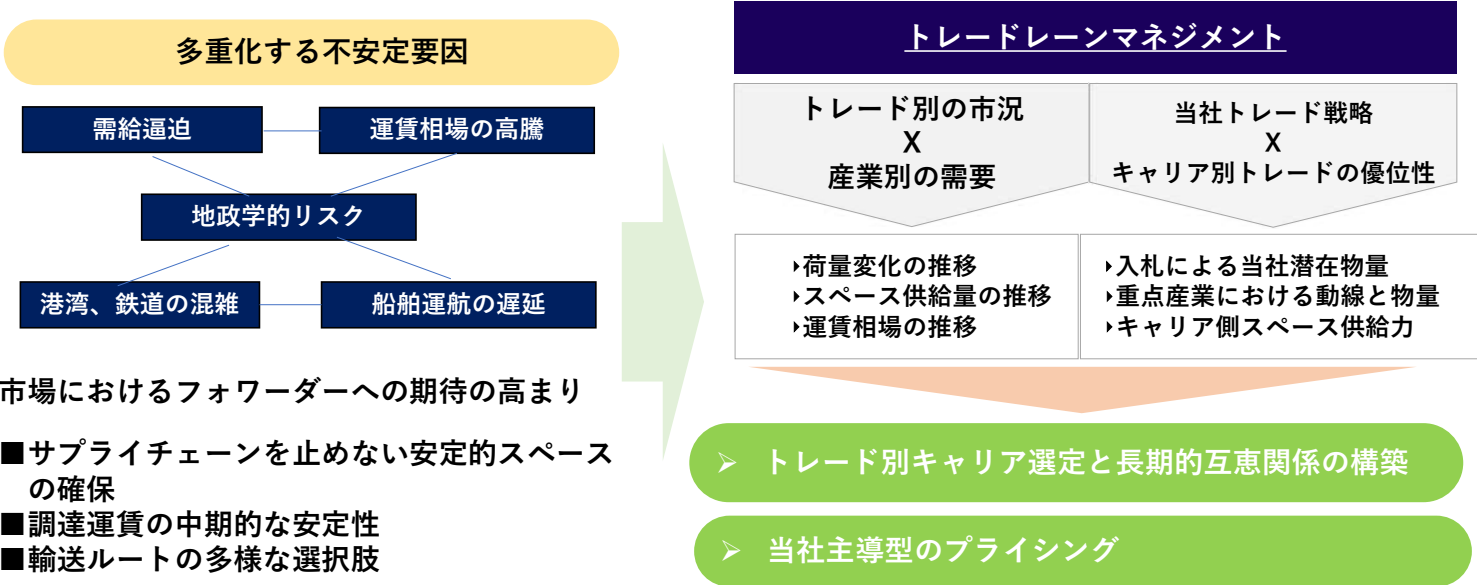 多重化する不安定要因
需給逼迫
運賃相場の高騰
地政学的リスク
港湾、鉄道の混雑
船舶運航の遅延
市場におけるフォワーダーへの期待の高まり
■サプライチェーンを止めない安定的スペース
の確保
■調達運賃の中期的な安定性
■輸送ルートの多様な選択肢
トレードレーンマネジメント
トレード別の市況
X
産業別の需要
当社トレード戦略
X
キャリア別トレードの優位性
‣荷量変化の推移
‣スペース供給量の推移
‣運賃相場の推移
‣入札による当社潜在物量
‣重点産業における動線と物量
‣キャリア側スペース供給力
➢ トレード別キャリア選定と長期的互恵関係の構築
➢ 当社主導型のプライシング